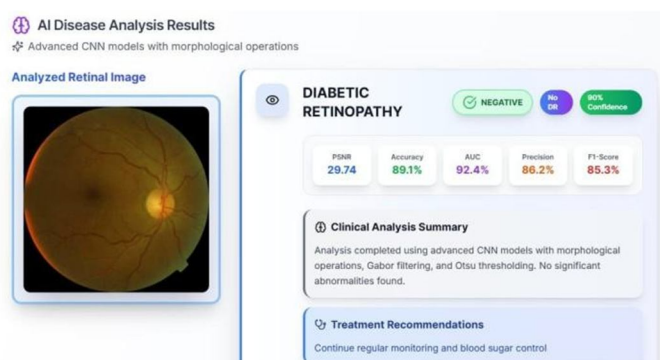 AI Disease Analysis Results
Advanced CNN models with morphological operations
Analyzed Retinal Image
DIABETIC
RETINOPATHY
NEGATIVE
No
DR
90%
Confidence
PSNR
29.74
Accuracy
89.1%
AUC
92.4%
Precision
86.2%
F1-Score
85.3%
Clinical Analysis Summary
Analysis completed using advanced CNN models with morphological
operations, Gabor filtering, and Otsu thresholding. No significant
abnormalities found.
Treatment Recommendations
Continue regular monitoring and blood sugar control